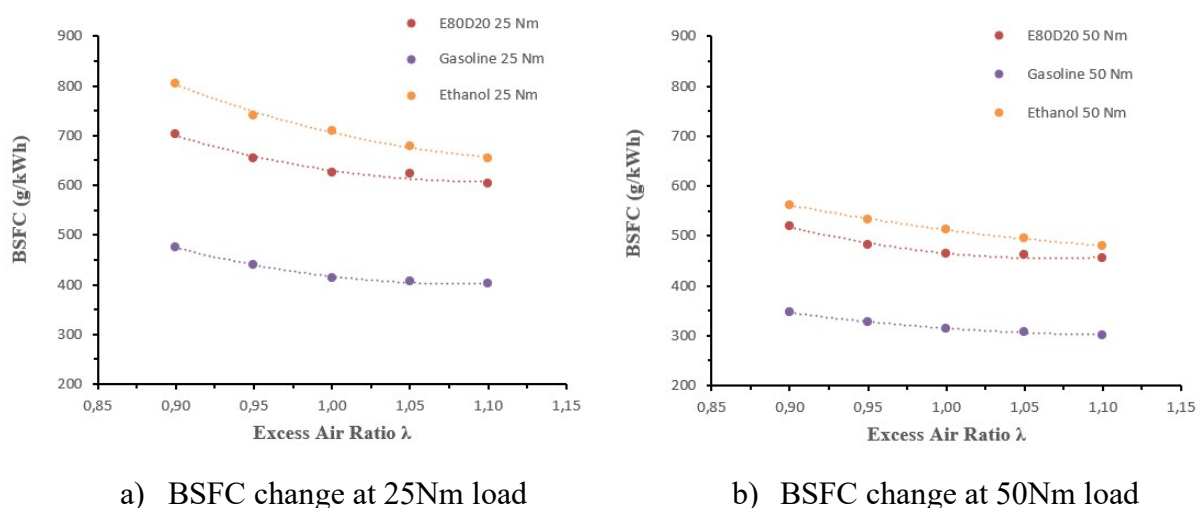 900
800
700
600
500
400
300
200
BSFC (g/kWh)
E80D20 25 Nm
Gasoline 25 Nm
Ethanol 25 Nm
0,85 0,90 0,95 1,00 1,05 1,10 1,15
Excess Air Ratio λ
a) BSFC change at 25Nm load
900
800
700
600
500
400
300
200
BSFC (g/kWh)
E80D20 50 Nm
Gasoline 50 Nm
Ethanol 50 Nm
0,85 0,90 0,95 1,00 1,05 1,10 1,15
Excess Air Ratio λ
b) BSFC change at 50Nm load